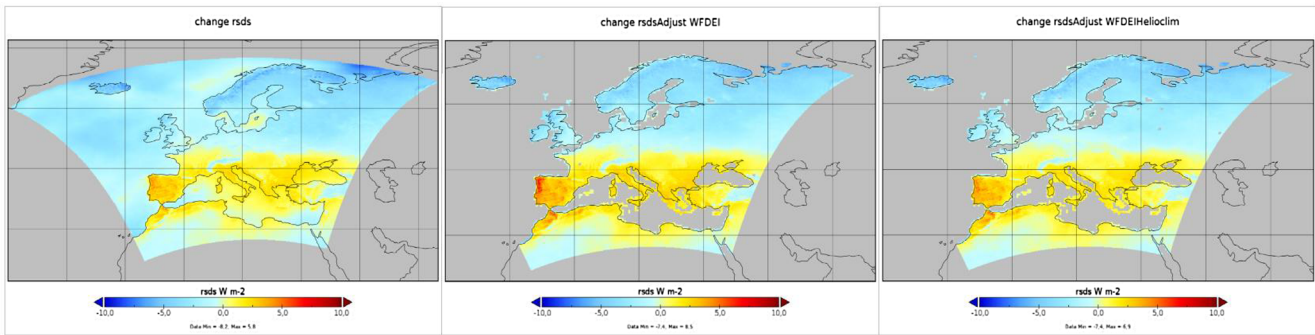 change rsds
change rsdsAdjust WFDEI
change rsdsAdjust WFDEIHelioclim
rsds W m-2
-10,0 -5,0 0,0 5,0 10,0
Data Min = -8,2, Max = 5,8
rsds W m-2
-10,0 -5,0 0,0 5,0 10,0
Data Min = -7,4, Max = 8,5
rsds W m-2
-10,0 -5,0 0,0 5,0 10,0
Data Min = -7,4, Max = 6,9